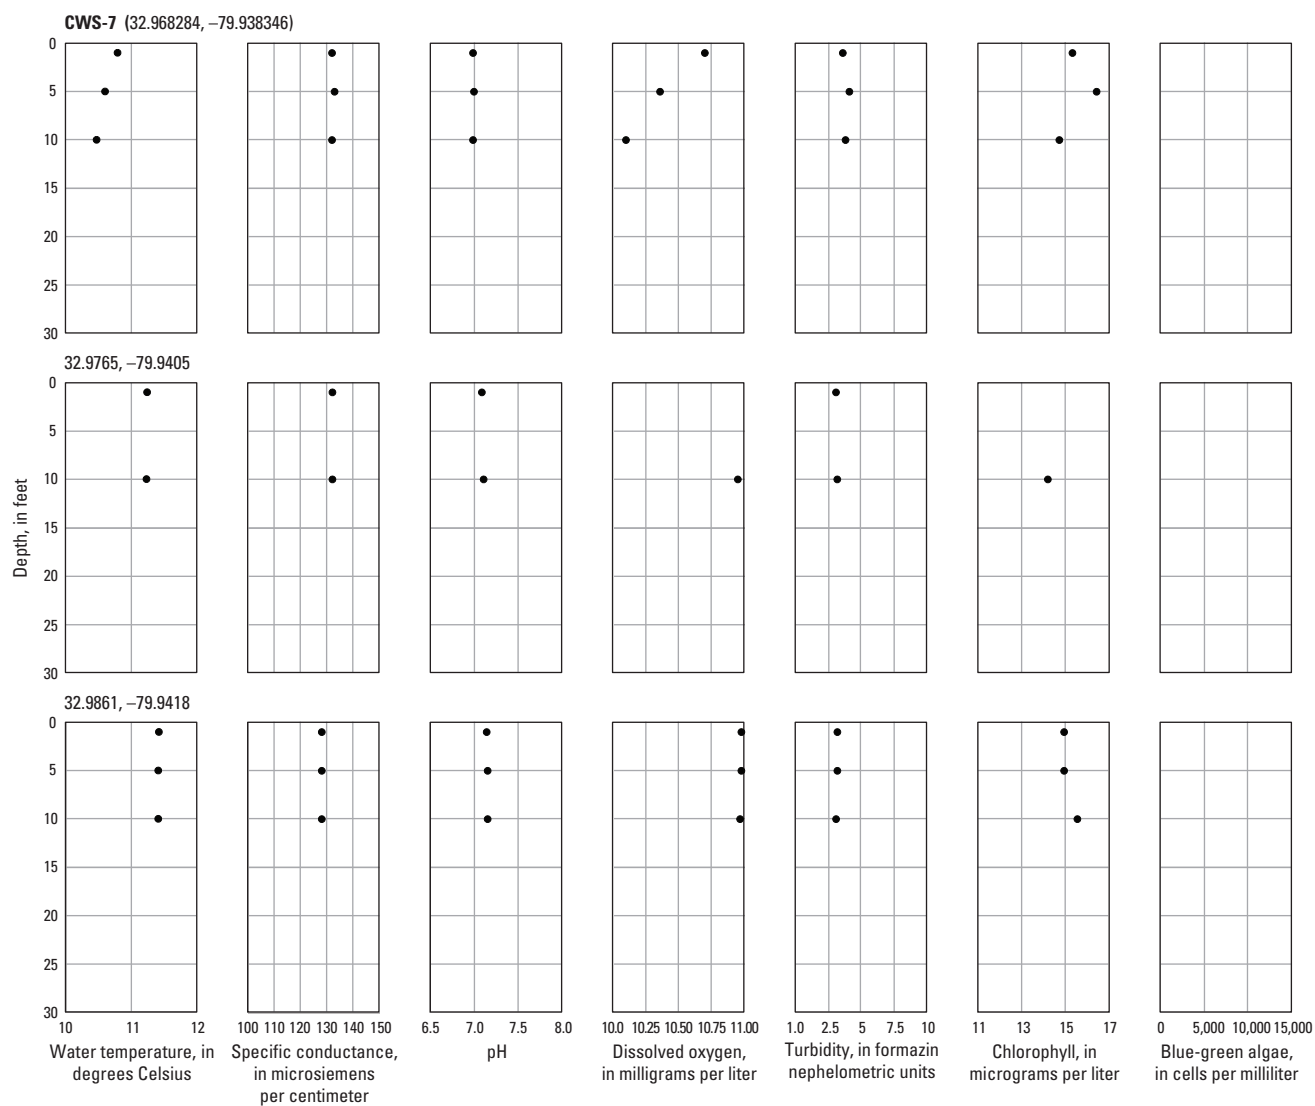 CWS-7 (32.968284, –79.938346)
0
5
10
15
20
25
30
32.9765, –79.9405
0
5
10
15
20
25
30
Depth, in feet
32.9861, –79.9418
0
5
10
15
20
25
30
10 11 12
100 110 120 130 140 150
6.5 7.0 7.5 8.0
10.0 10.25 10.50 10.75 11.00
1.0 2.5 5 7.5 10
11 13 15 17
0 5,000 10,000 15,000
Water temperature, in
degrees Celsius
Specific conductance,
in microsiemens
per centimeter
pH
Dissolved oxygen,
in milligrams per liter
Turbidity, in formazin
nephelometric units
Chlorophyll, in
micrograms per liter
Blue-green algae,
in cells per milliliter